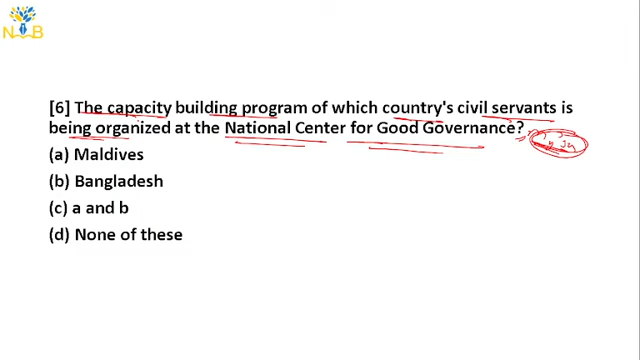 N B
[6] The capacity building program of which country's civil servants is
being organized at the National Center for Good Governance?
(a) Maldives
(b) Bangladesh
(c) a and b
(d) None of these